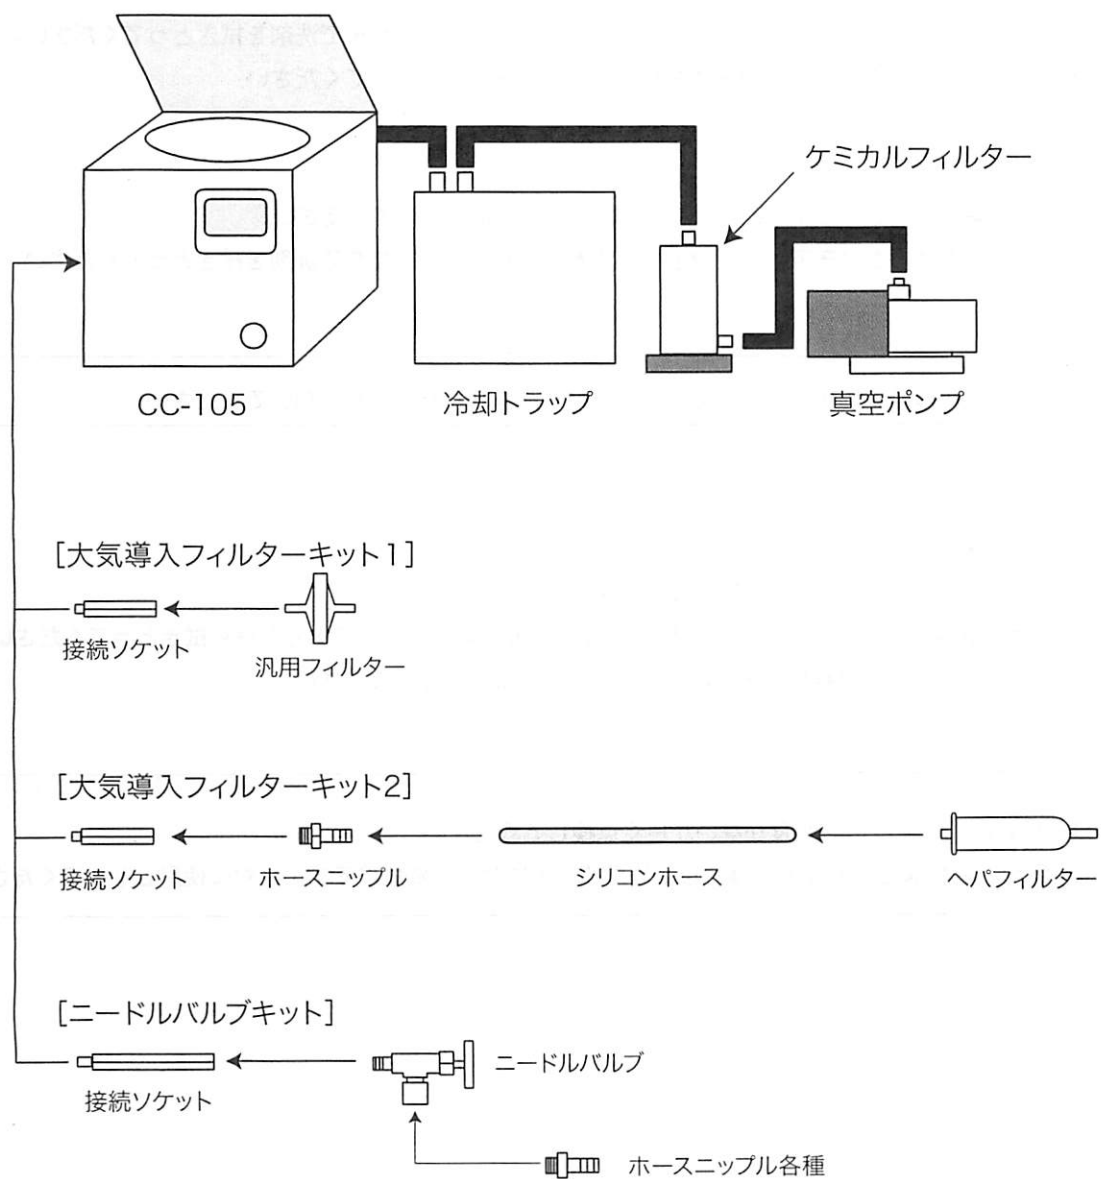 ケミカルフィルター
CC-105
冷却トラップ
真空ポンプ
[大気導入フィルターキット1]
接続ソケット
汎用フィルター
[大気導入フィルターキット2]
接続ソケット
ホースニップル
シリコンホース
ヘパフィルター
[ニードルバルブキット]
ニードルバルブ
接続ソケット
ホースニップル各種